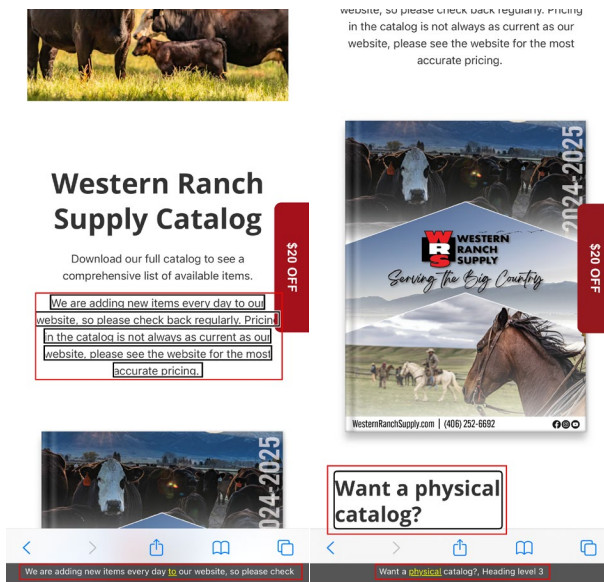 Western Ranch
Supply Catalog
Download our full catalog to see a
comprehensive list of available items.
We are adding new items every day to our
website, so please check back regularly. Pricing
in the catalog is not always as current as our
website, please see the website for the most
accurate pricing.
$20 OFF
2024-2025
We are adding new items every day to our website, so please check
website, so please check back regularly. Pricing
in the catalog is not always as current as our
website, please see the website for the most
accurate pricing.
2024-2025
WRS
WESTERN
RANCH
SUPPLY
Serving The Big Country
$20 OFF
WesternRanchSupply.com | (406) 252-6692
Want a physical
catalog?
Want a physical catalog?, Heading level 3